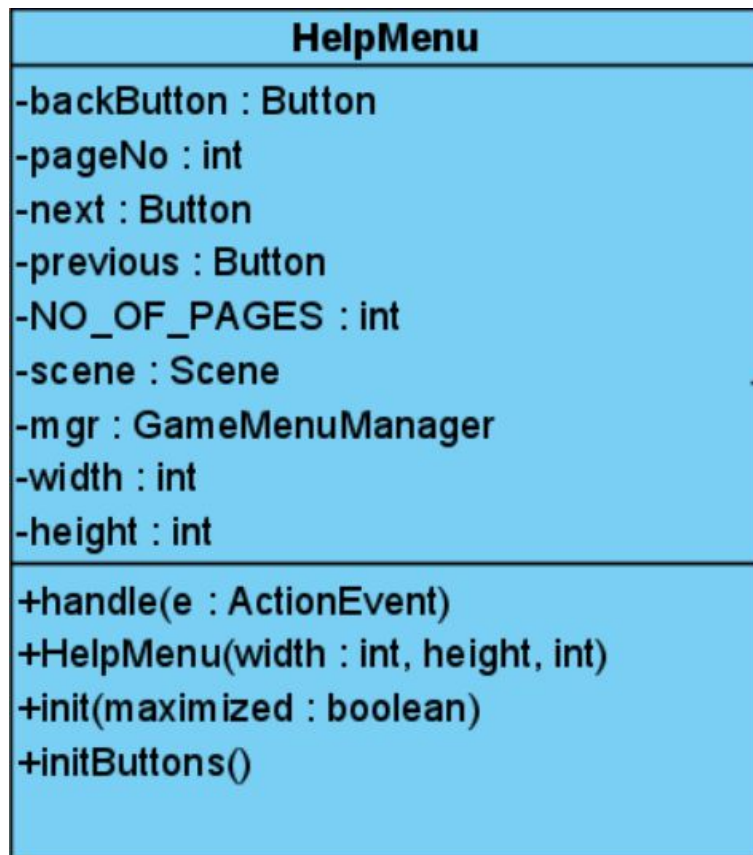 HelpMenu
-backButton : Button
-pageNo : int
-next : Button
-previous : Button
-NO_OF_PAGES : int
-scene : Scene
-mgr : GameMenuManager
-width : int
-height : int
+handle(e : ActionEvent)
+HelpMenu(width : int, height, int)
+init(maximized : boolean)
+initButtons()